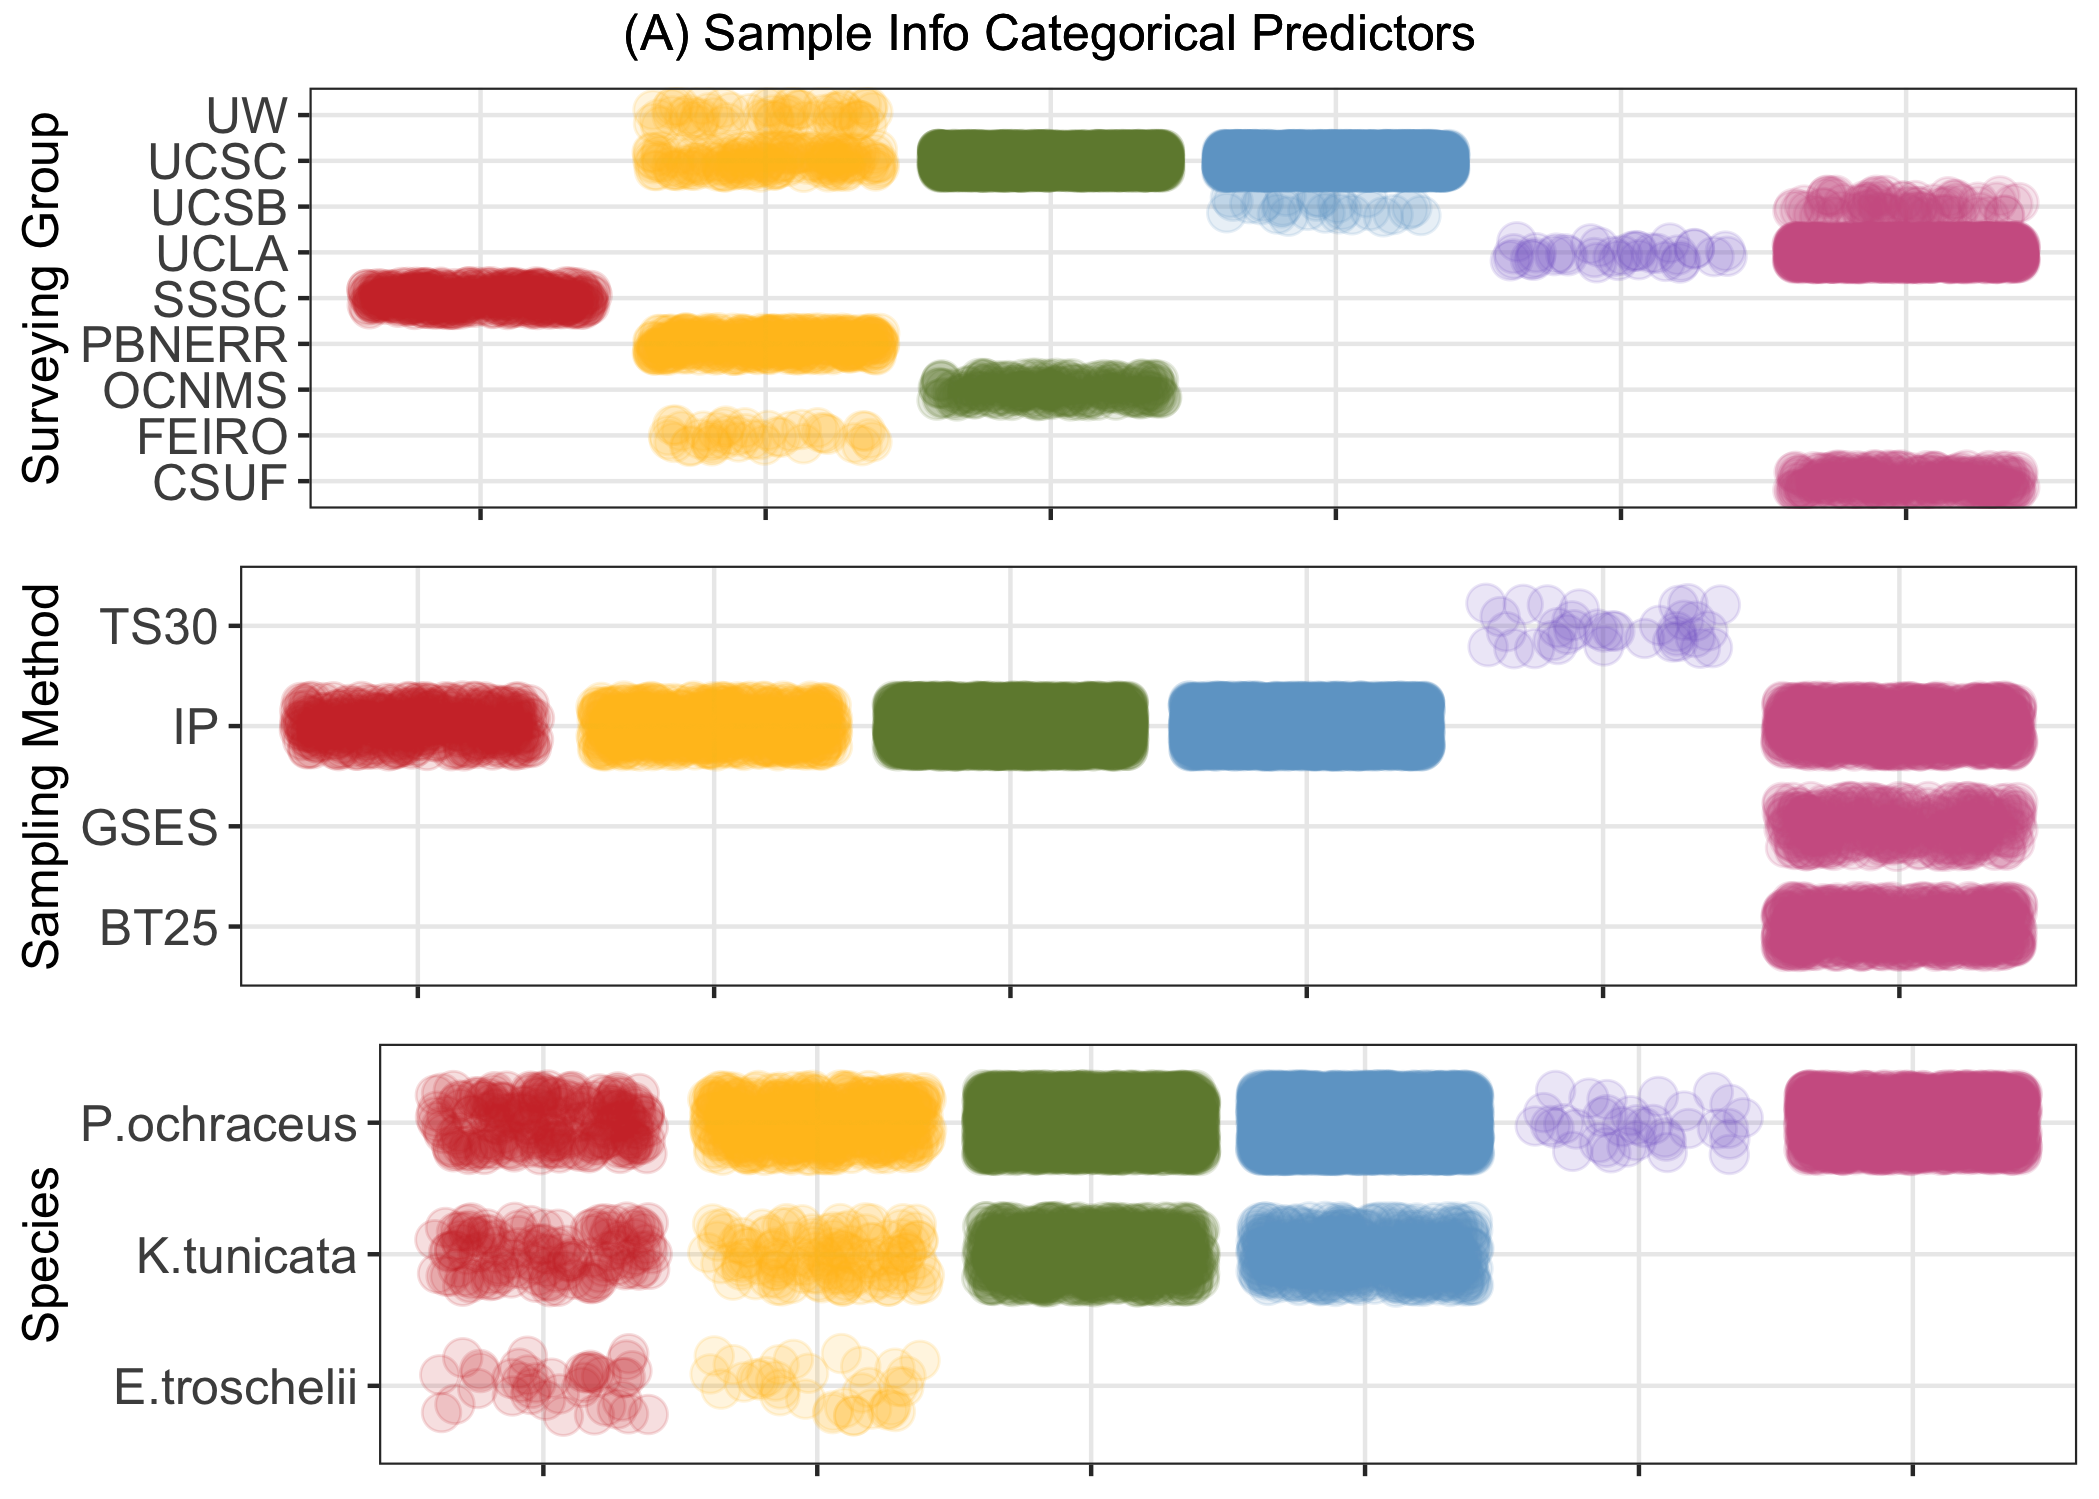 (A) Sample Info Categorical Predictors
Surveying Group
UW
UCSC
UCSB
UCLA
SSSC
PBNERR
OCNMS
FEIRO
CSUF
Sampling Method
TS30
IP
GSES
BT25
Species
P.ochraceus
K.tunicata
E.troschelii